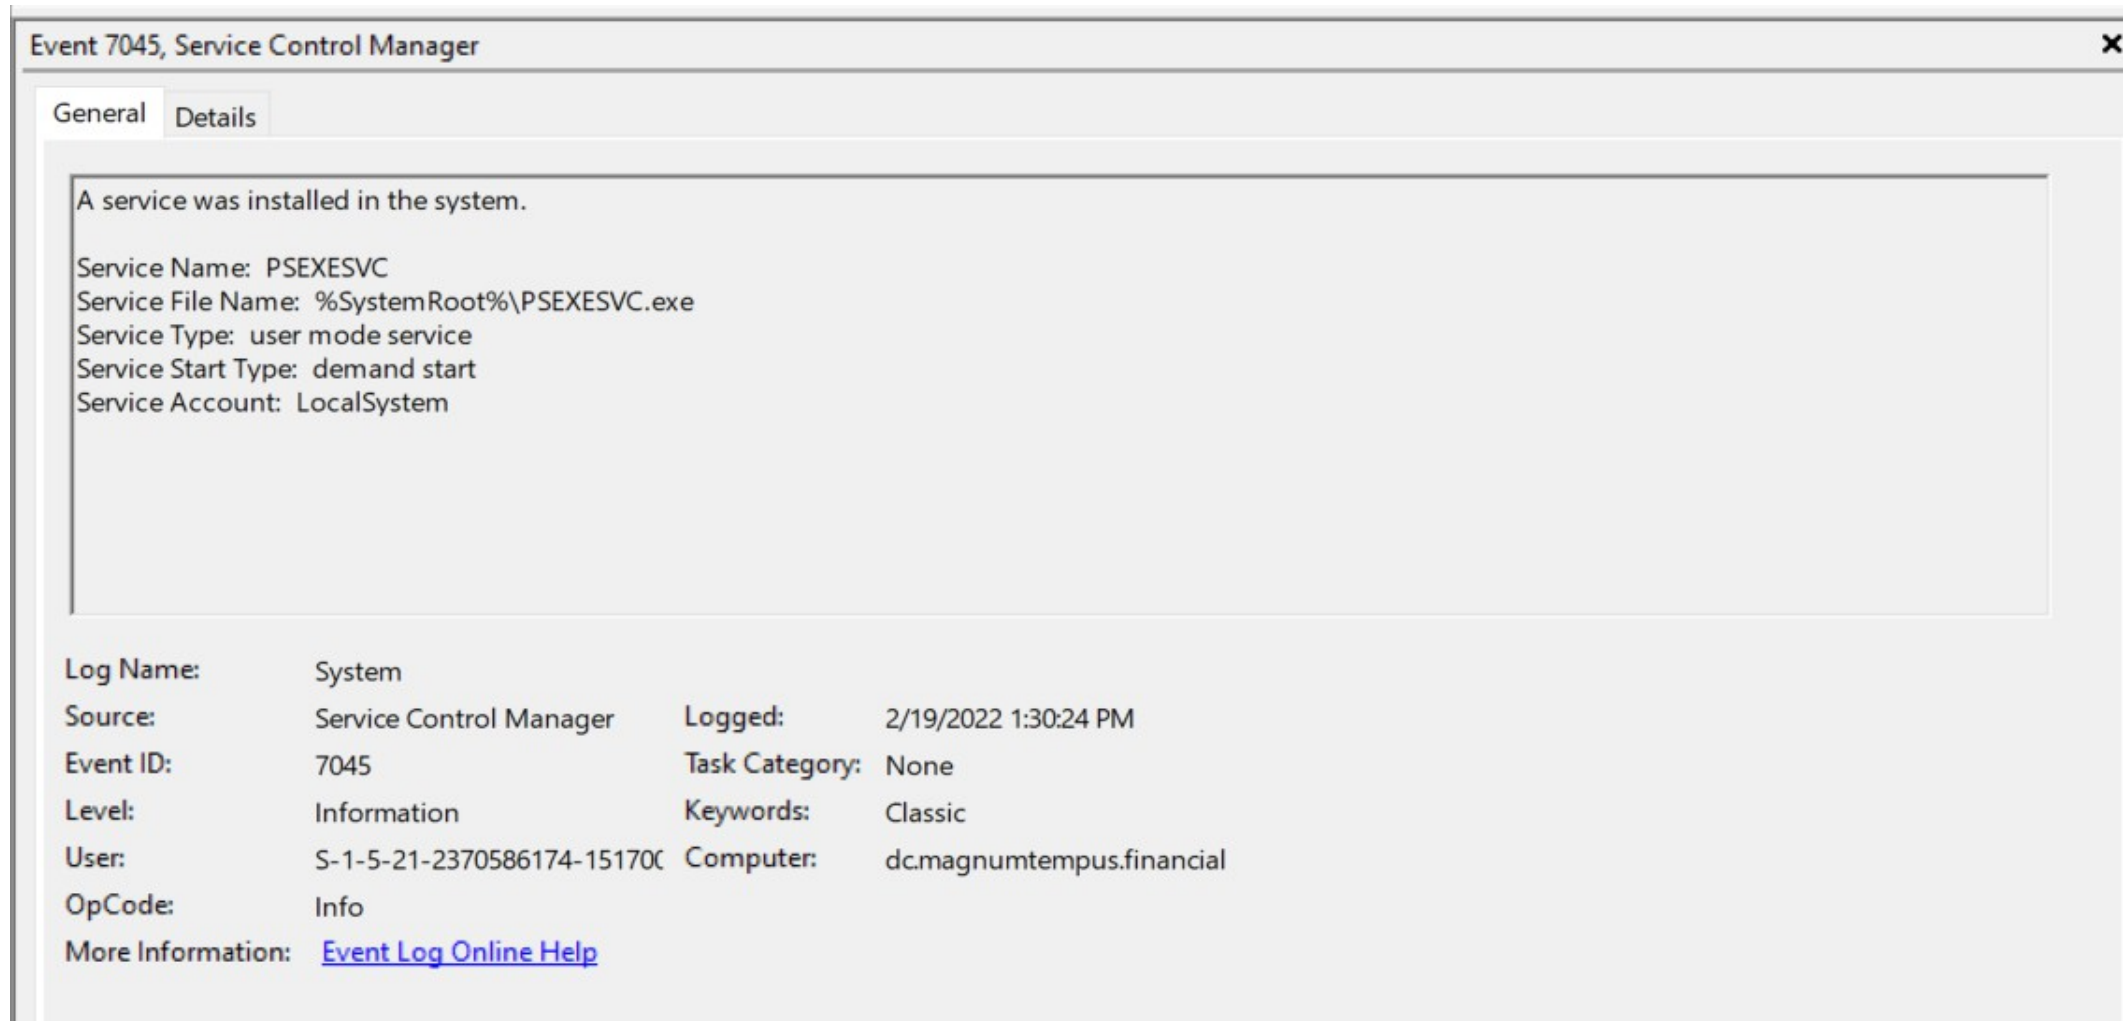 Event 7045, Service Control Manager
General Details
A service was installed in the system.
Service Name: PSEXESVC
Service File Name: %SystemRoot%\PSEXESVC.exe
Service Type: user mode service
Service Start Type: demand start
Service Account: LocalSystem
Log Name: System
Source: Service Control Manager Logged: 2/19/2022 1:30:24 PM
Event ID: 7045 Task Category: None
Level: Information Keywords: Classic
User: S-1-5-21-2370586174-15170 Computer: dc.magnumtempus.financial
OpCode: Info
More Information: Event Log Online Help